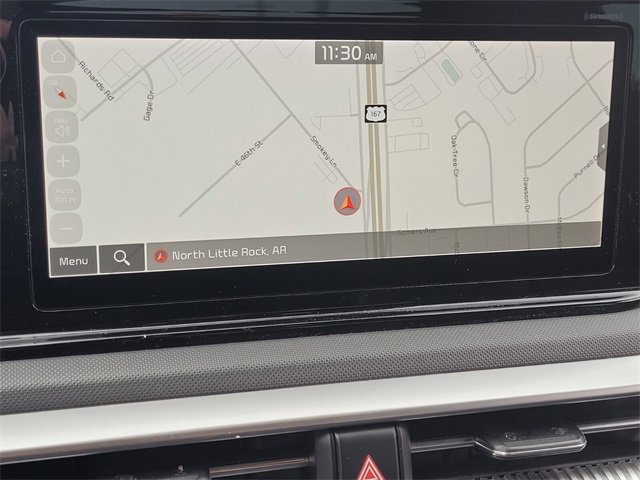 SiriusXM
11:30 AM
Richards Rd
Gage Dr
167
E 46th St
Smokey Ln
Oak Tree Cir
Dawson Dr
Nav
Auto
Somers Ave
Menu
North Little Rock, AR